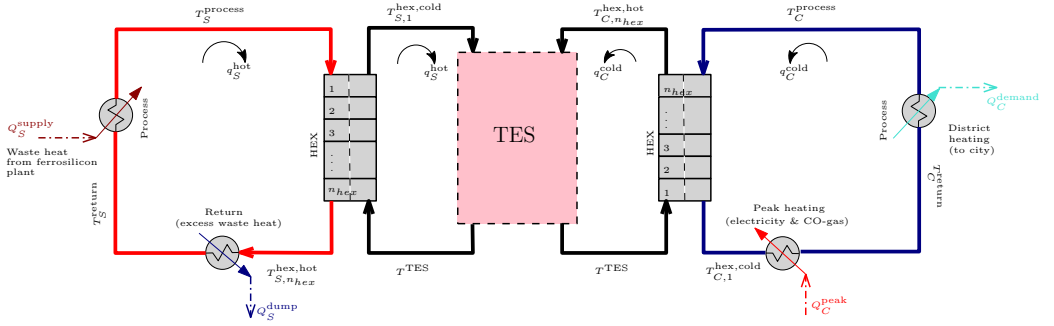 T_S^process
T_{S,1}^{hex,cold}
T_{C,n_hex}^{hex,hot}
T_C^process
q_S^hot
q_S^hot
q_C^cold
q_C^cold
1
2
3
...
n_hex
HEX
TES
n_hex
...
3
2
1
HEX
Process
Process
Q_S^supply
Waste heat
from ferrosilicon
plant
Q_C^demand
District
heating
(to city)
T_S^return
T_C^return
Return
(excess waste heat)
Peak heating
(electricity & CO-gas)
T_{S,n_hex}^{hex,hot}
T^TES
T^TES
T_{C,1}^{hex,cold}
Q_S^dump
Q_C^peak